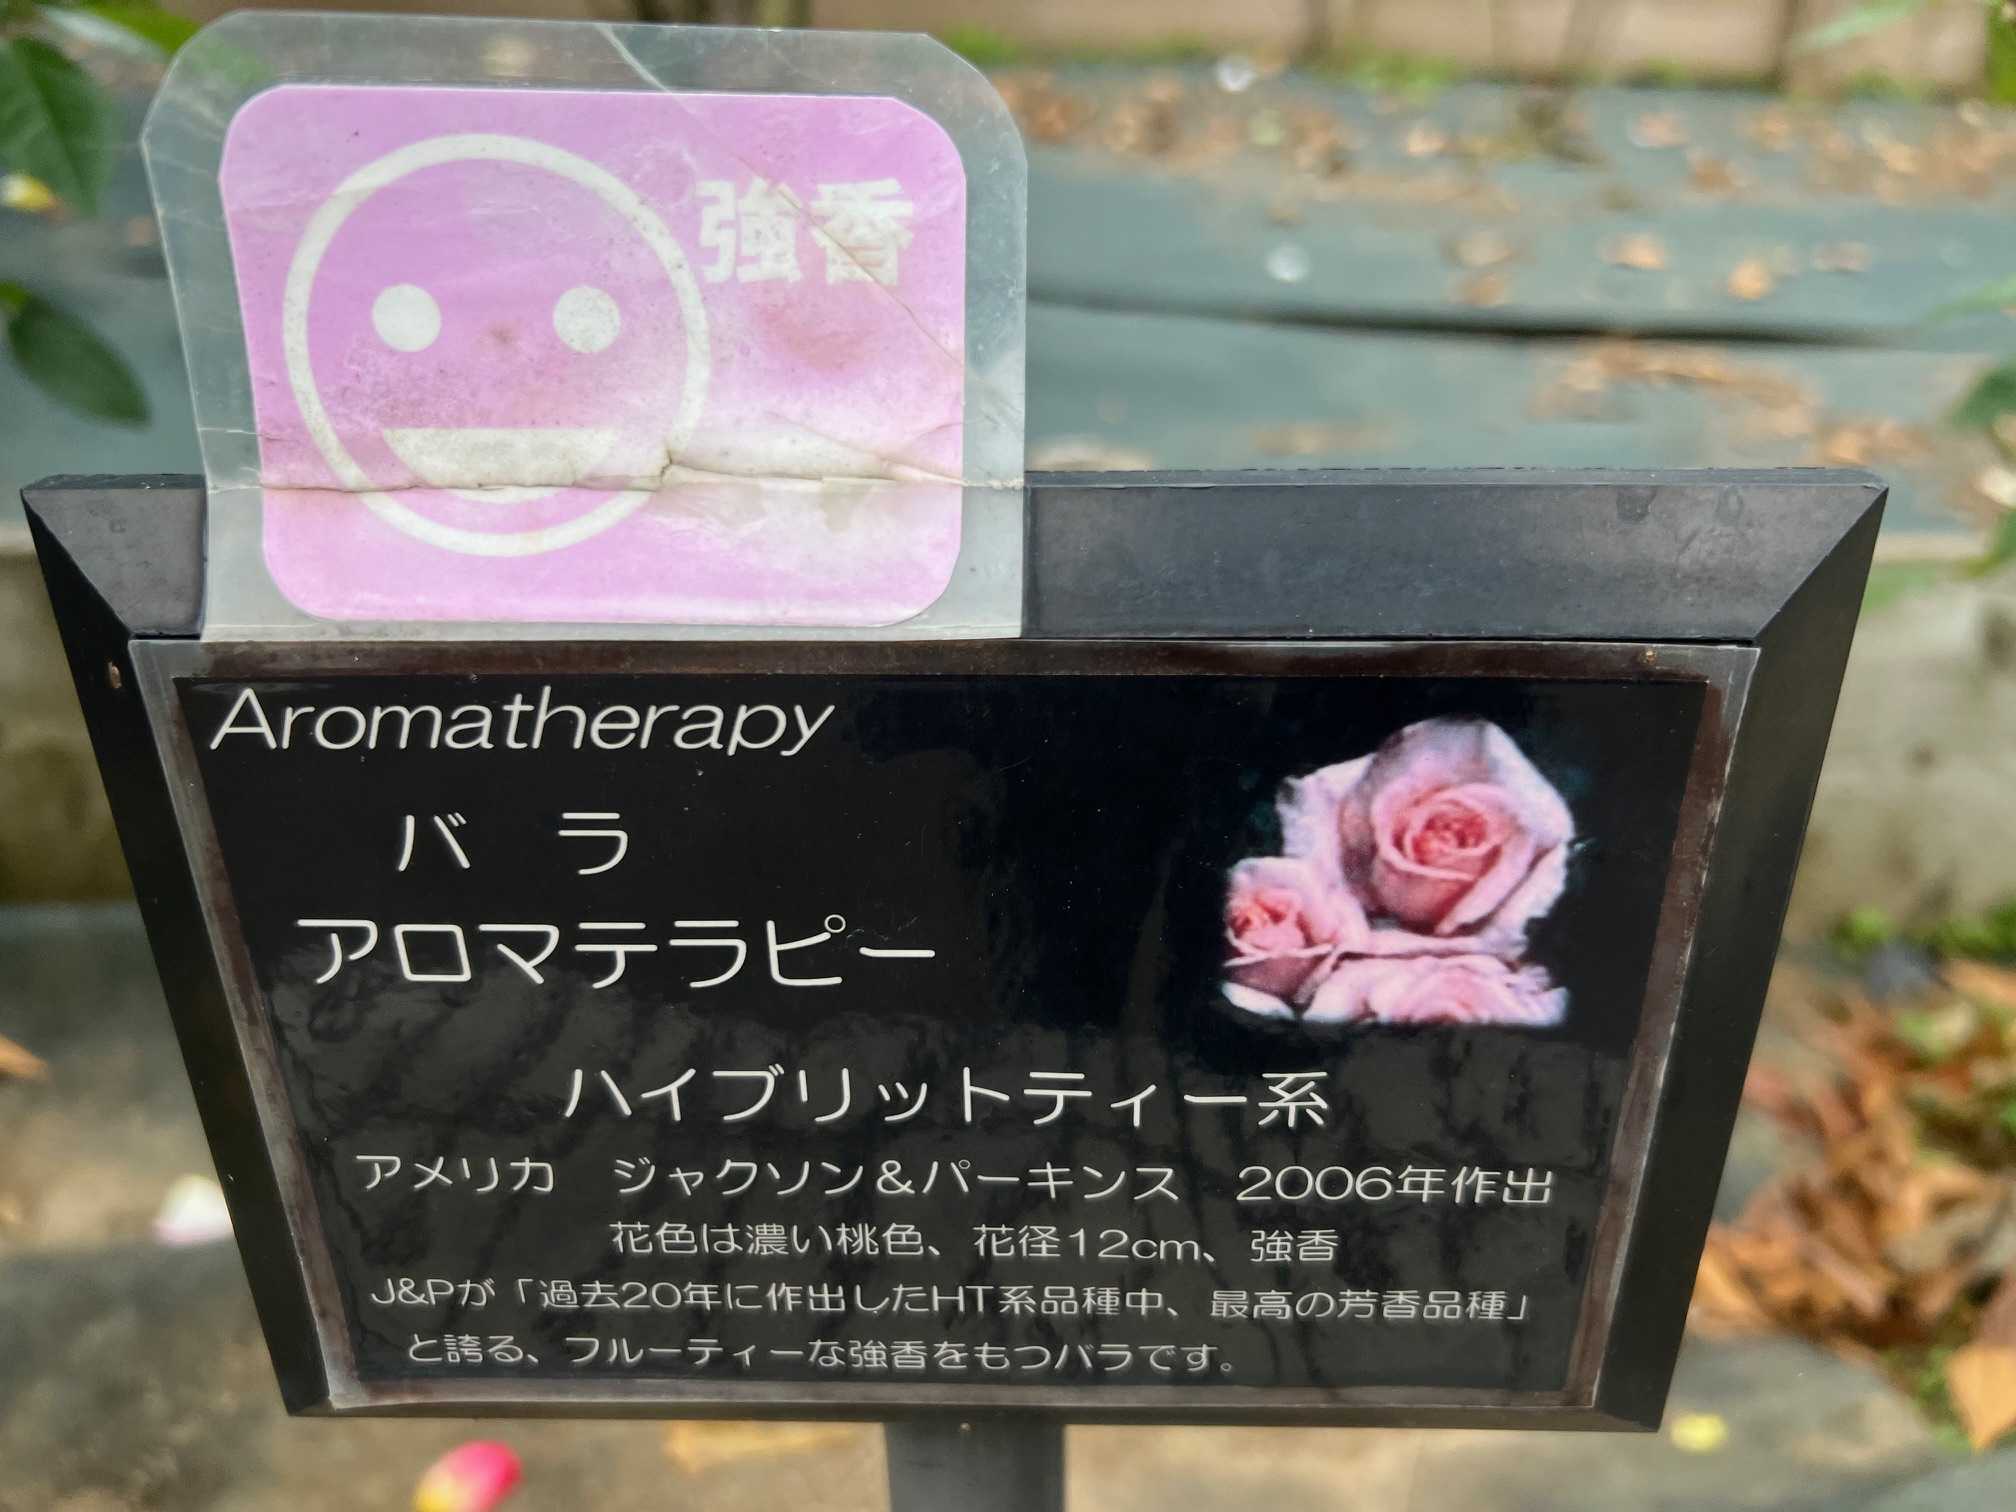 強香
Aromatherapy
バ　ラ
アロマテラピー
ハイブリットティー系
アメリカ　ジャクソン＆パーキンス　2006年作出
花色は濃い桃色、花径12cm、強香
J&Pが「過去20年に作出したHT系品種中、最高の芳香品種」
と誇る、フルーティーな強香をもつバラです。